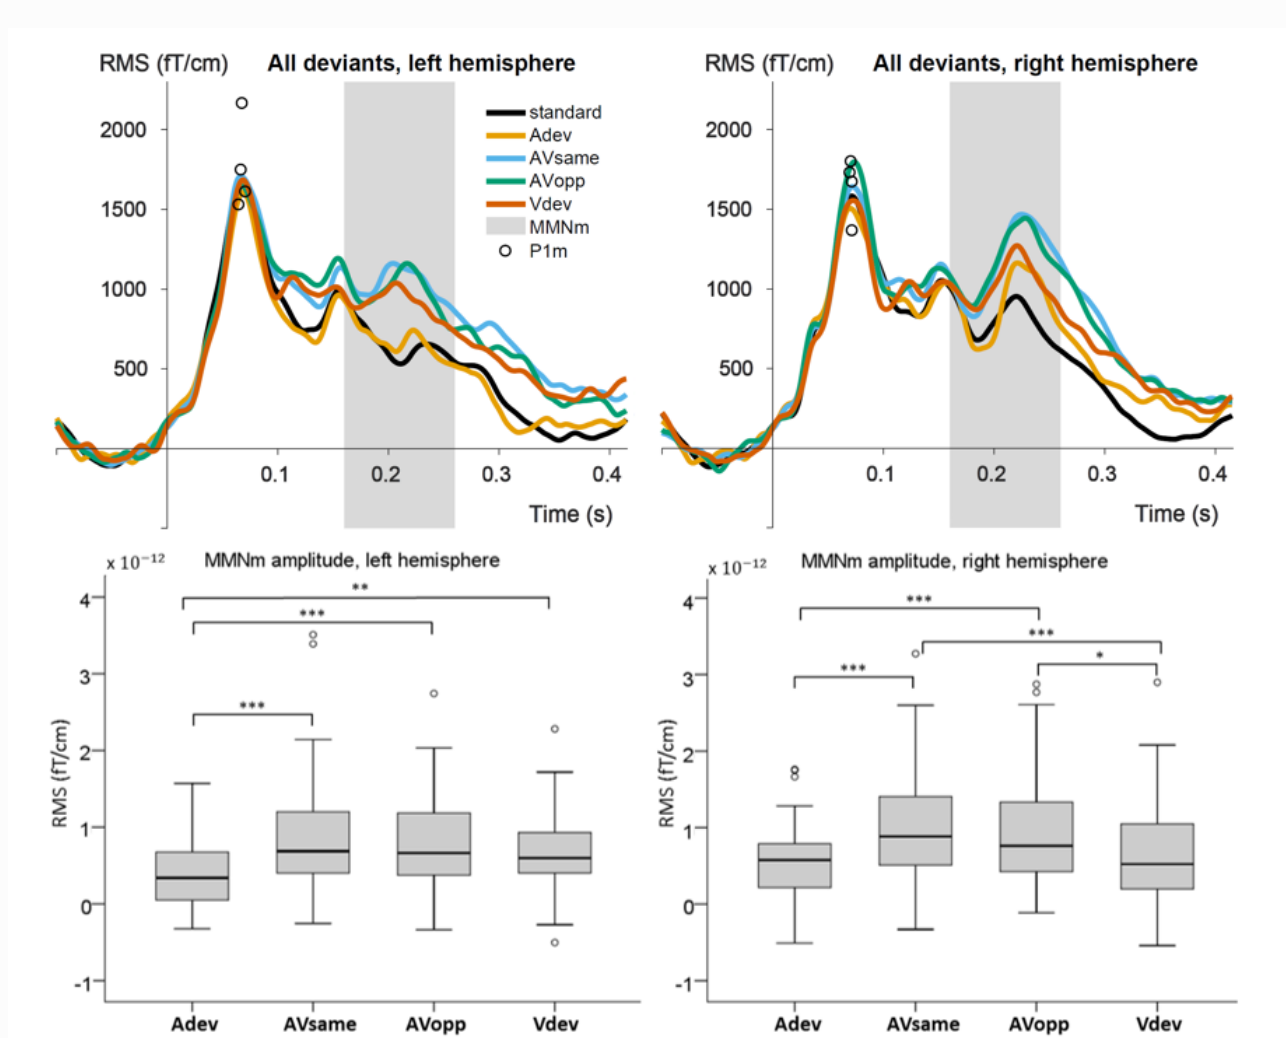 RMS (fT/cm) All deviants, left hemisphere
2000
1500
1000
500
standard
Adev
AVsame
AVopp
Vdev
MMNm
P1m
0.1 0.2 0.3 0.4
Time (s)
RMS (fT/cm) All deviants, right hemisphere
2000
1500
1000
500
0.1 0.2 0.3 0.4
Time (s)
x 10⁻¹² MMNm amplitude, left hemisphere
RMS (fT/cm)
4
3
2
1
0
-1
**
***
***
Adev AVsame AVopp Vdev
x 10⁻¹² MMNm amplitude, right hemisphere
RMS (fT/cm)
4
3
2
1
0
-1
***
***
*
***
Adev AVsame AVopp Vdev